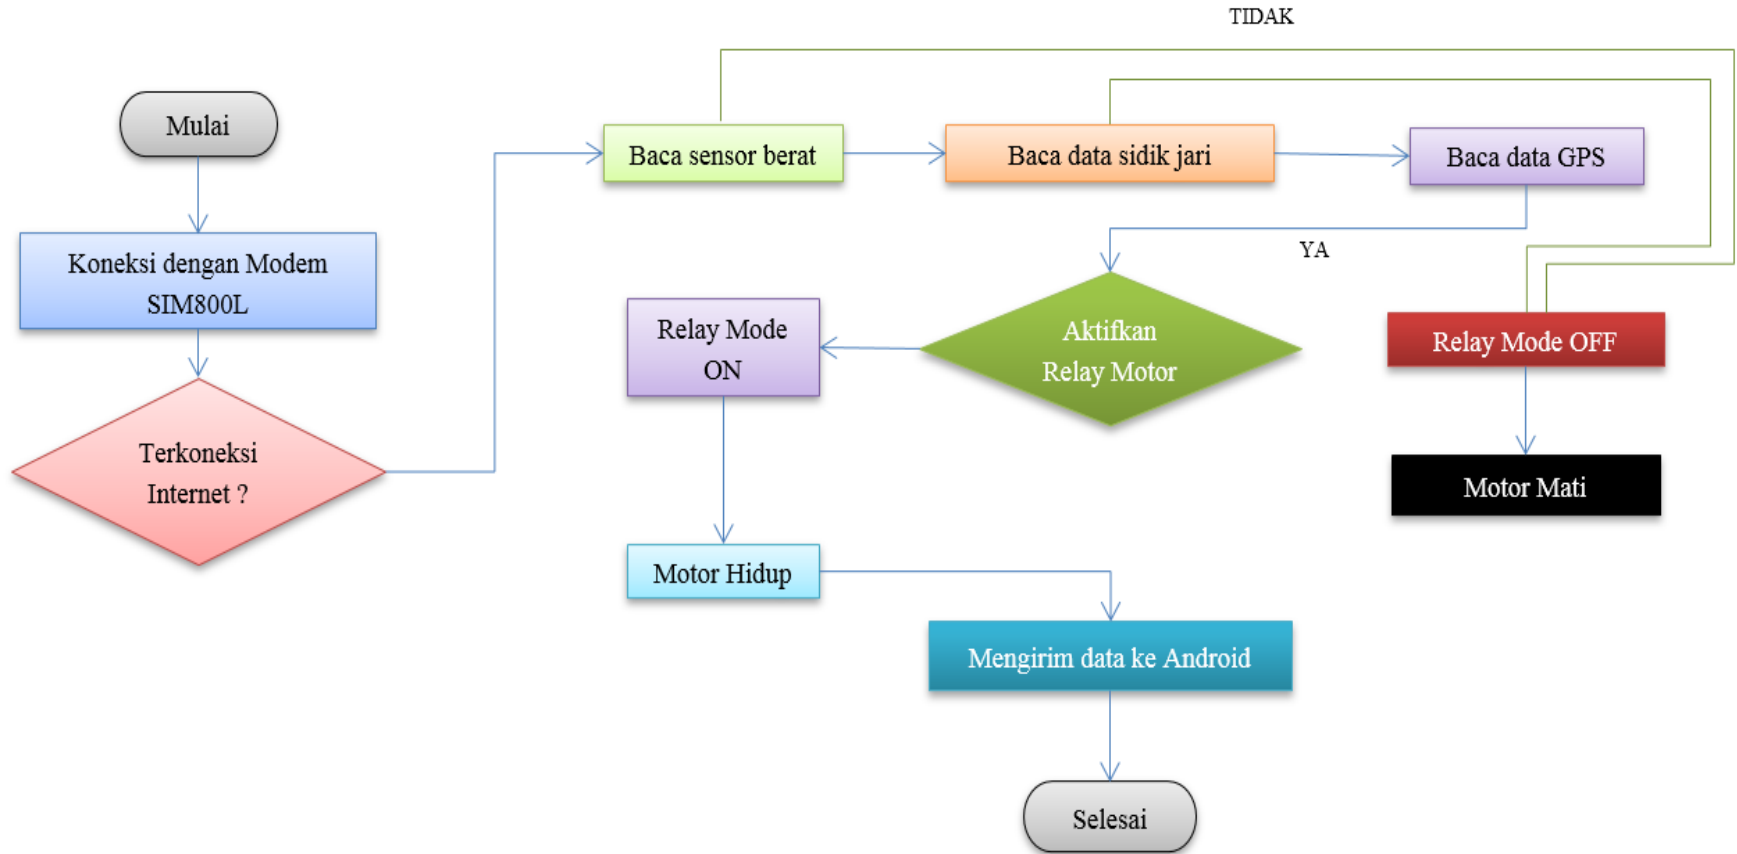 TIDAK
Mulai
Baca sensor berat
Baca data sidik jari
Baca data GPS
Koneksi dengan Modem
SIM800L
YA
Relay Mode
ON
Aktifkan
Relay Motor
Relay Mode OFF
Terkoneksi
Internet ?
Motor Mati
Motor Hidup
Mengirim data ke Android
Selesai